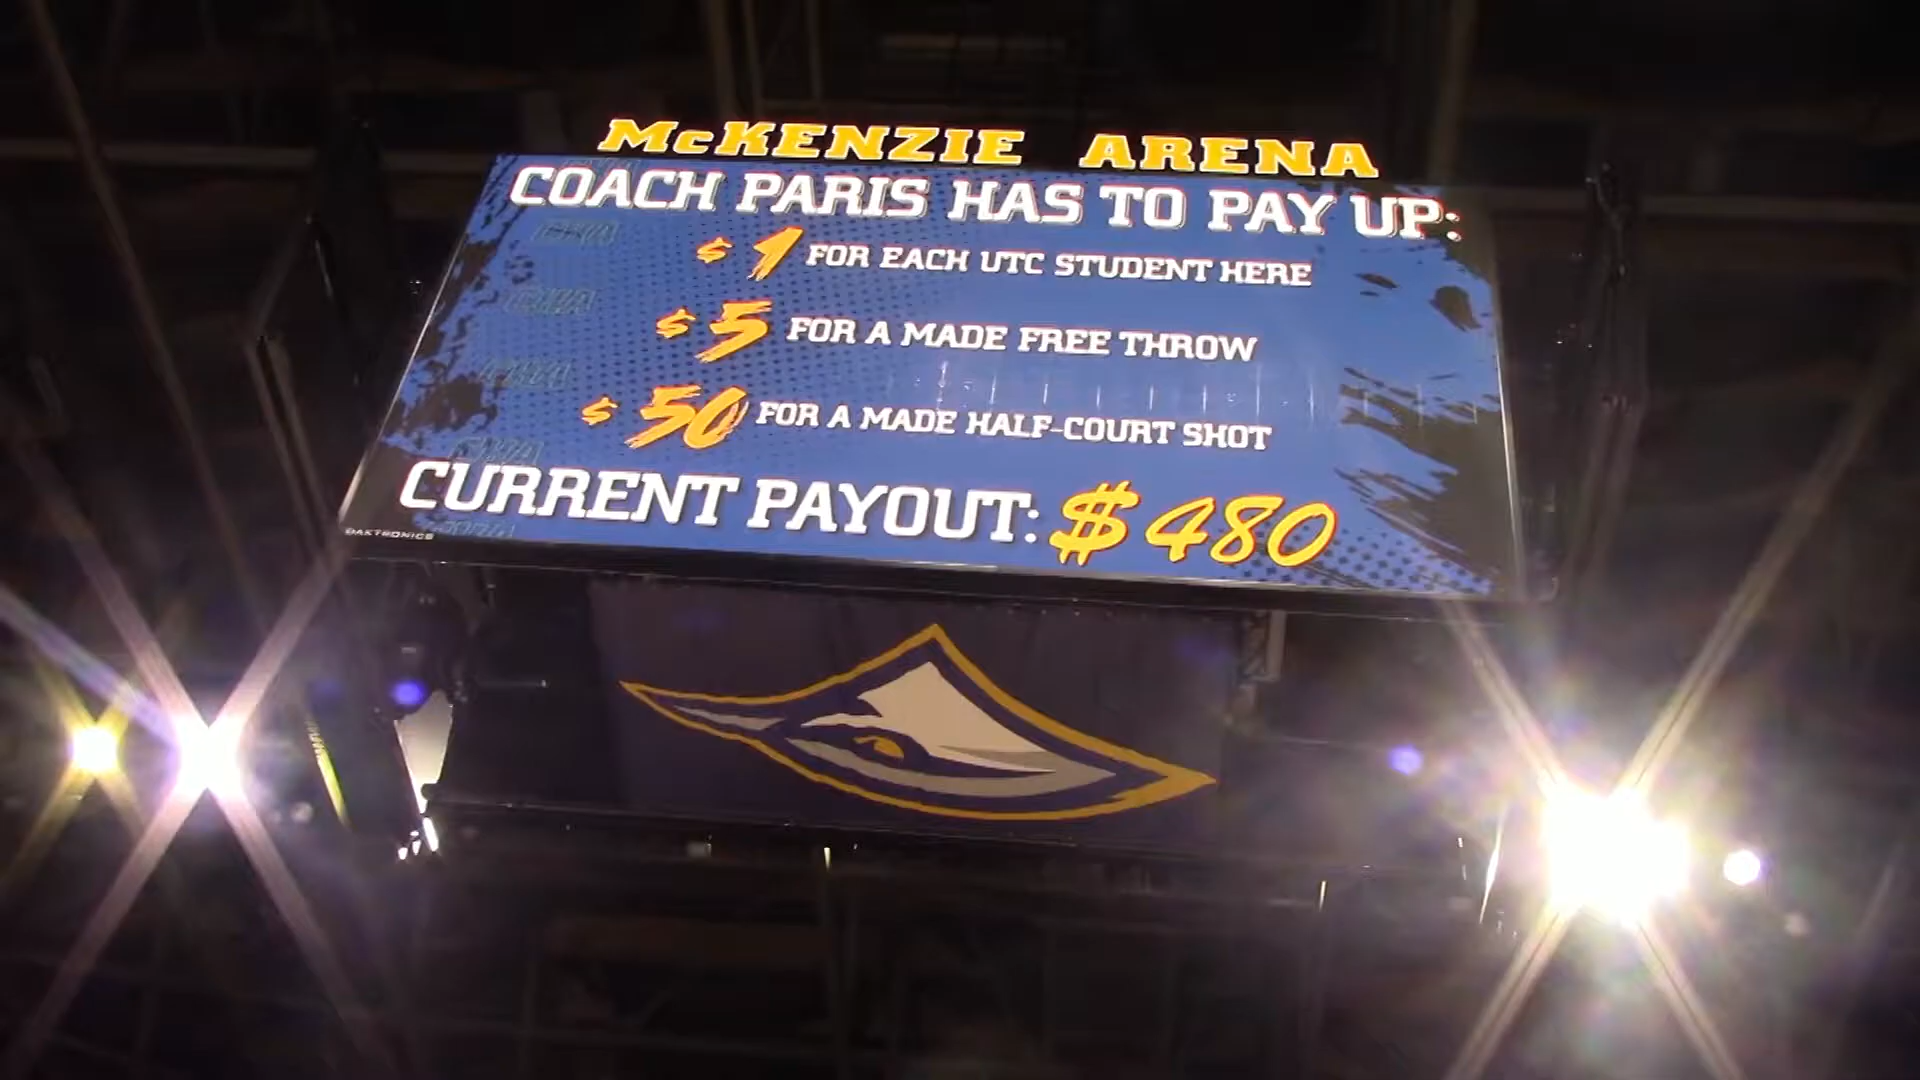 McKENZIE ARENA
COACH PARIS HAS TO PAY UP:
$1 FOR EACH UTC STUDENT HERE
$5 FOR A MADE FREE THROW
$50 FOR A MADE HALF-COURT SHOT
CURRENT PAYOUT: $480
DAKTRONICS